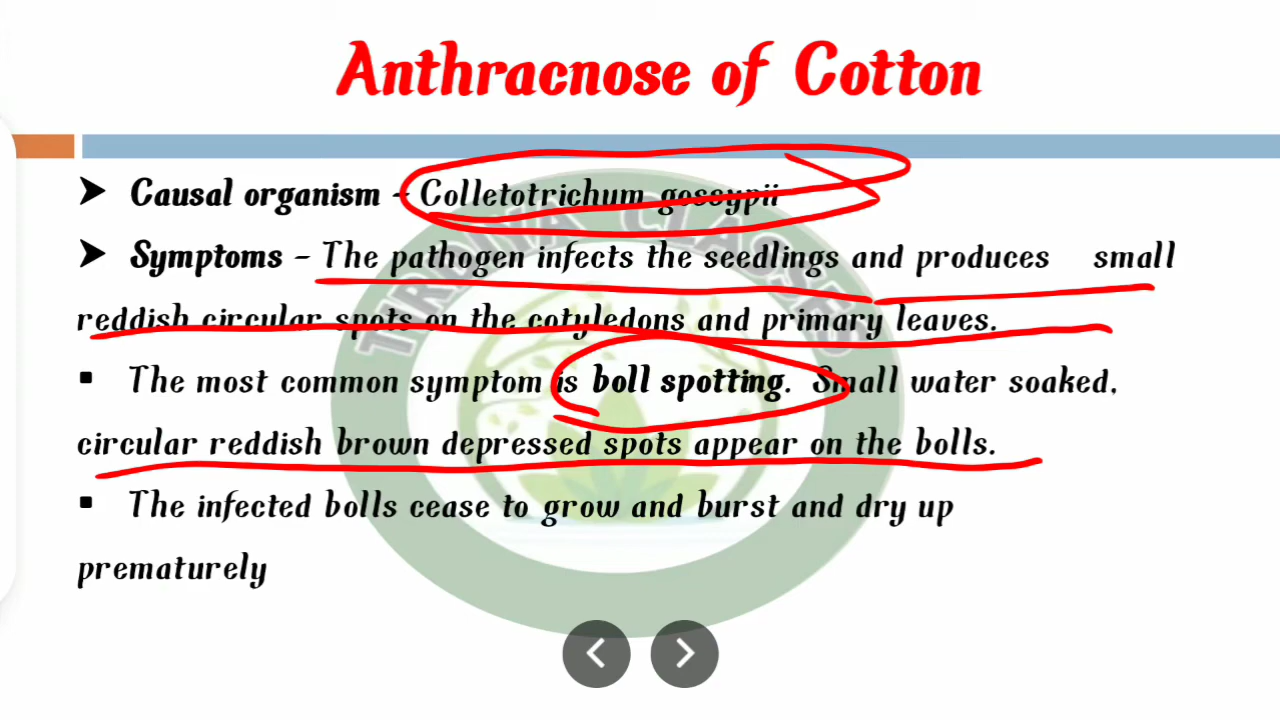 Anthracnose of Cotton
➤ Causal organism - Colletotrichum gossypii
➤ Symptoms - The pathogen infects the seedlings and produces small
reddish circular spots on the cotyledons and primary leaves.
▪ The most common symptom is boll spotting. Small water soaked,
circular reddish brown depressed spots appear on the bolls.
▪ The infected bolls cease to grow and burst and dry up
prematurely
CLASSES